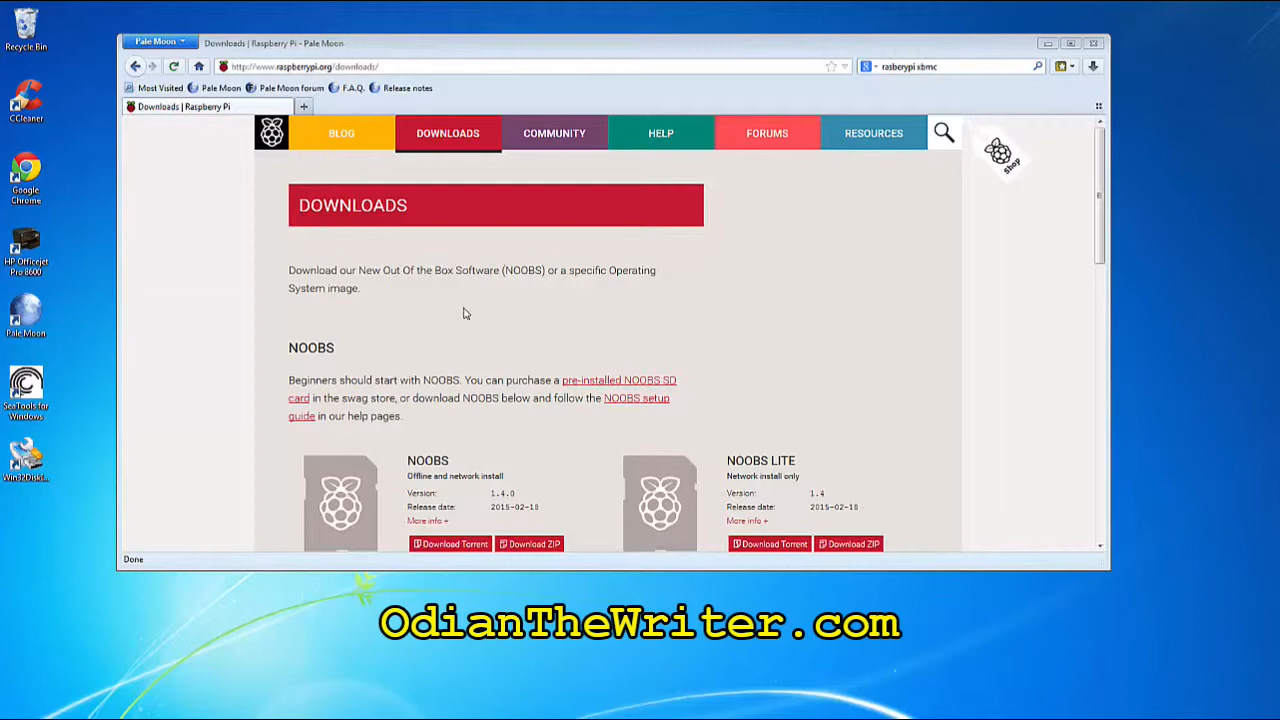 Recycle Bin
CCleaner
Google
Chrome
HP Officejet
Pro 8600
Pale Moon
SeaTools for
Windows
Win32Diski...
Pale Moon
Downloads | Raspberry Pi - Pale Moon
http://www.raspberrypi.org/downloads/
rasberypi xbmc
Most Visited Pale Moon Pale Moon forum F.A.Q. Release notes
Downloads | Raspberry Pi
BLOG DOWNLOADS COMMUNITY HELP FORUMS RESOURCES
shop
DOWNLOADS
Download our New Out Of the Box Software (NOOBS) or a specific Operating
System image.
NOOBS
Beginners should start with NOOBS. You can purchase a pre-installed NOOBS SD
card in the swag store, or download NOOBS below and follow the NOOBS setup
guide in our help pages.
NOOBS
Offline and network install
Version: 1.4.0
Release date: 2015-02-18
More info +
Download Torrent Download ZIP
NOOBS LITE
Network install only
Version: 1.4
Release date: 2015-02-18
More info +
Download Torrent Download ZIP
Done
OdianTheWriter.com